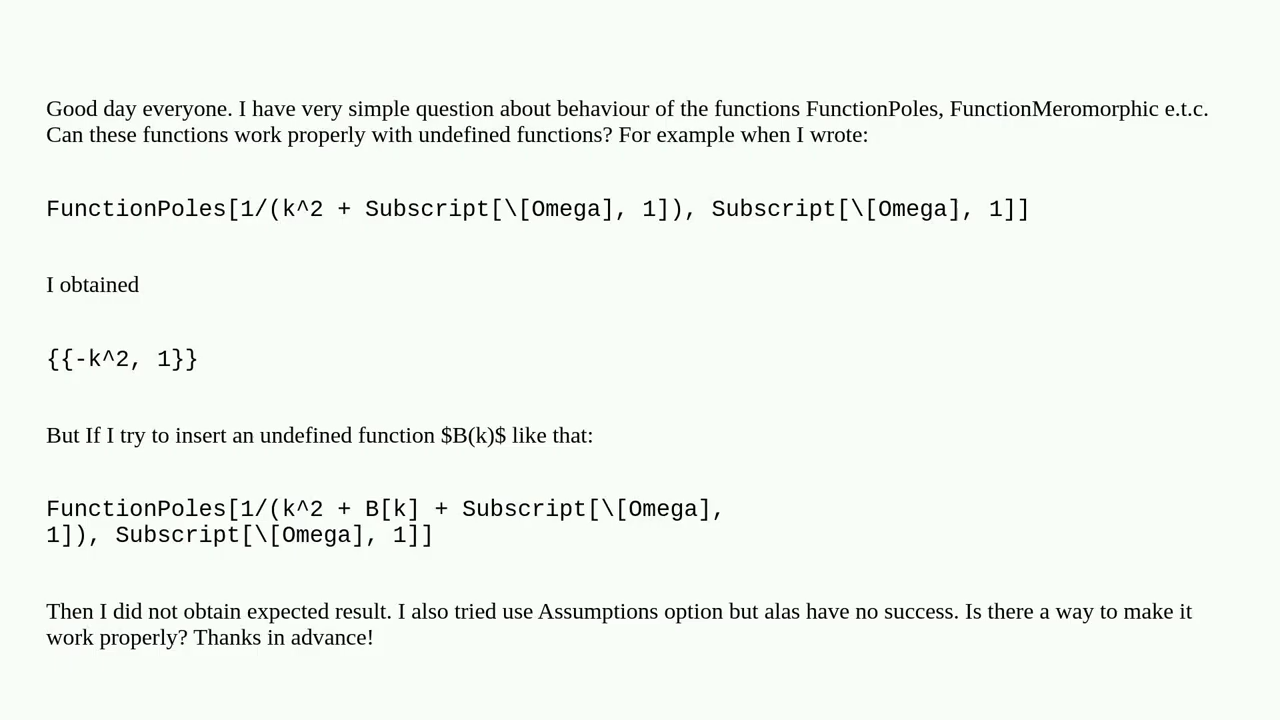 Good day everyone. I have very simple question about behaviour of the functions FunctionPoles, FunctionMeromorphic e.t.c.
Can these functions work properly with undefined functions? For example when I wrote:
FunctionPoles[1/(k^2 + Subscript[\[Omega], 1]), Subscript[\[Omega], 1]]
I obtained
{{-k^2, 1}}
But If I try to insert an undefined function $B(k)$ like that:
FunctionPoles[1/(k^2 + B[k] + Subscript[\[Omega],
1]), Subscript[\[Omega], 1]]
Then I did not obtain expected result. I also tried use Assumptions option but alas have no success. Is there a way to make it
work properly? Thanks in advance!